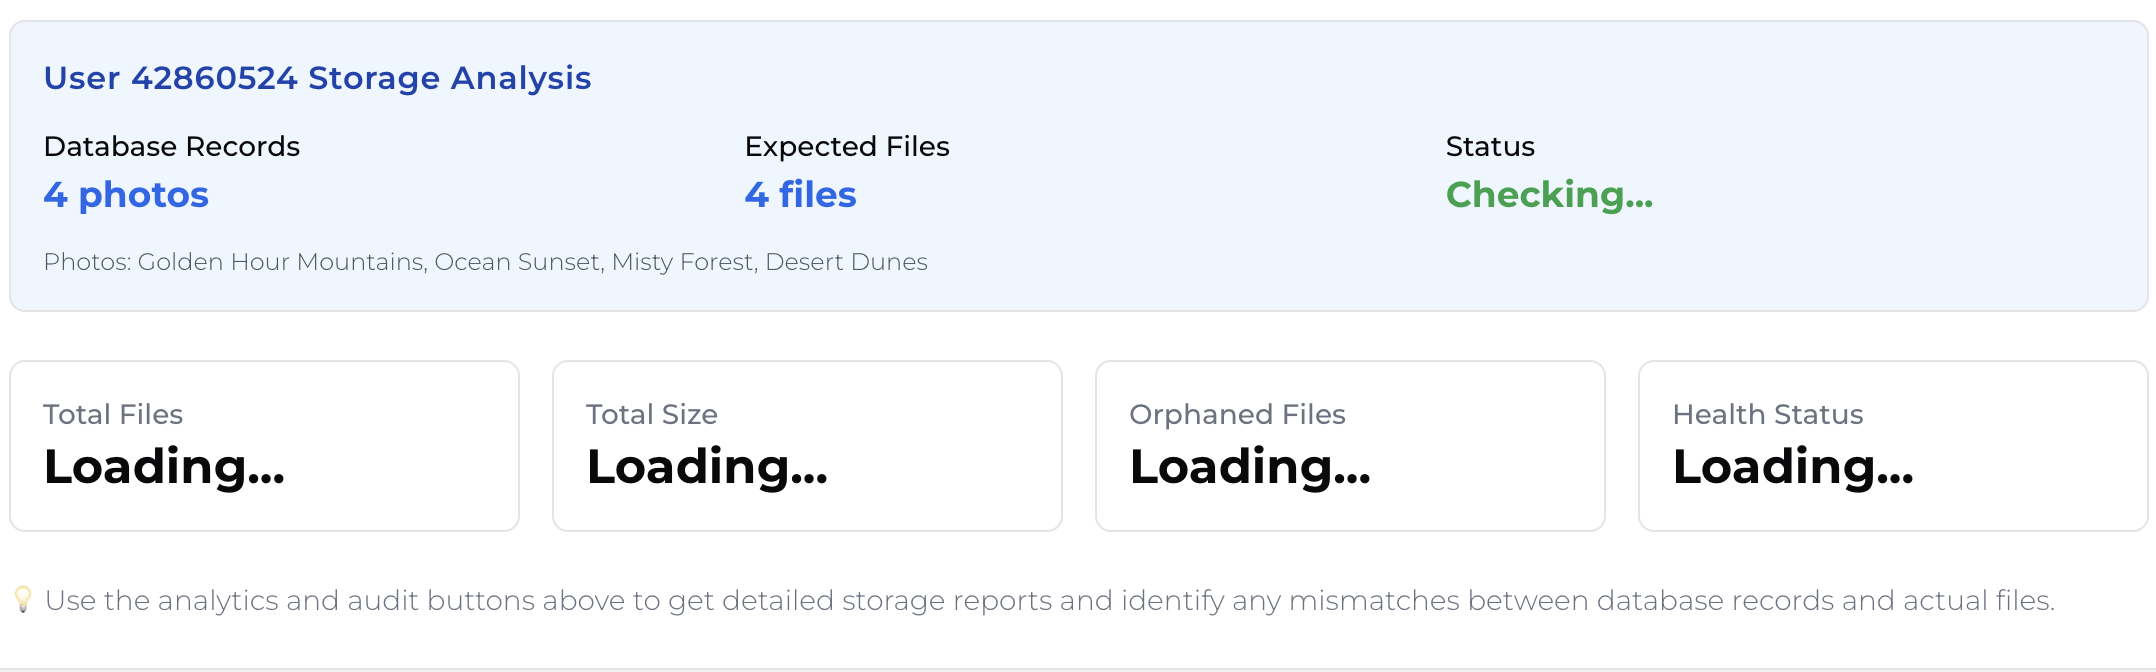 User 42860524 Storage Analysis
Database Records
4 photos
Expected Files
4 files
Status
Checking...
Photos: Golden Hour Mountains, Ocean Sunset, Misty Forest, Desert Dunes
Total Files
Loading...
Total Size
Loading...
Orphaned Files
Loading...
Health Status
Loading...
💡 Use the analytics and audit buttons above to get detailed storage reports and identify any mismatches between database records and actual files.